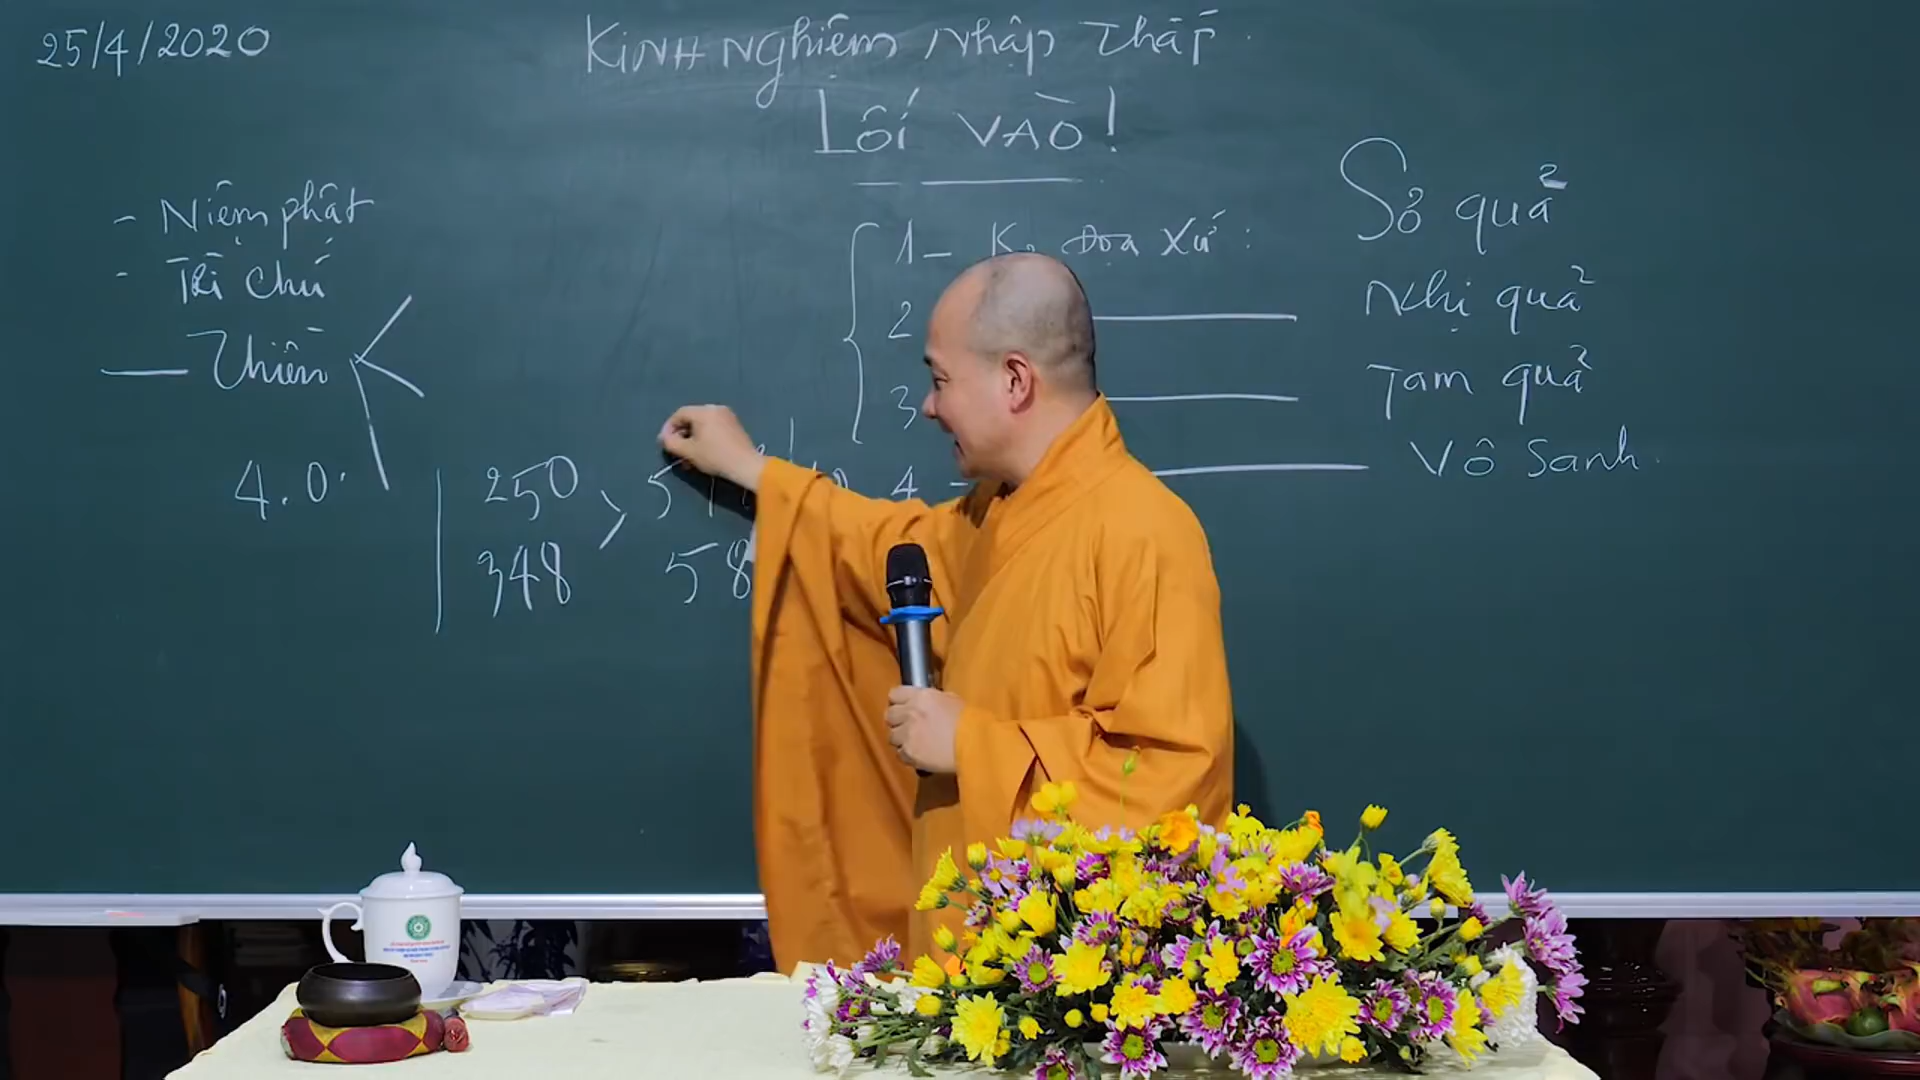 25/4/2020
Kinh Nghiệm Nhập Thất
LỐI VÀO!
- Niệm phật
- Trì Chú
— Thiền
4.0.
250
348
58
1- K. Đọa Xứ:
2
3
4 -
Sơ quả
Nhị quả
Tam quả
Vô Sanh.